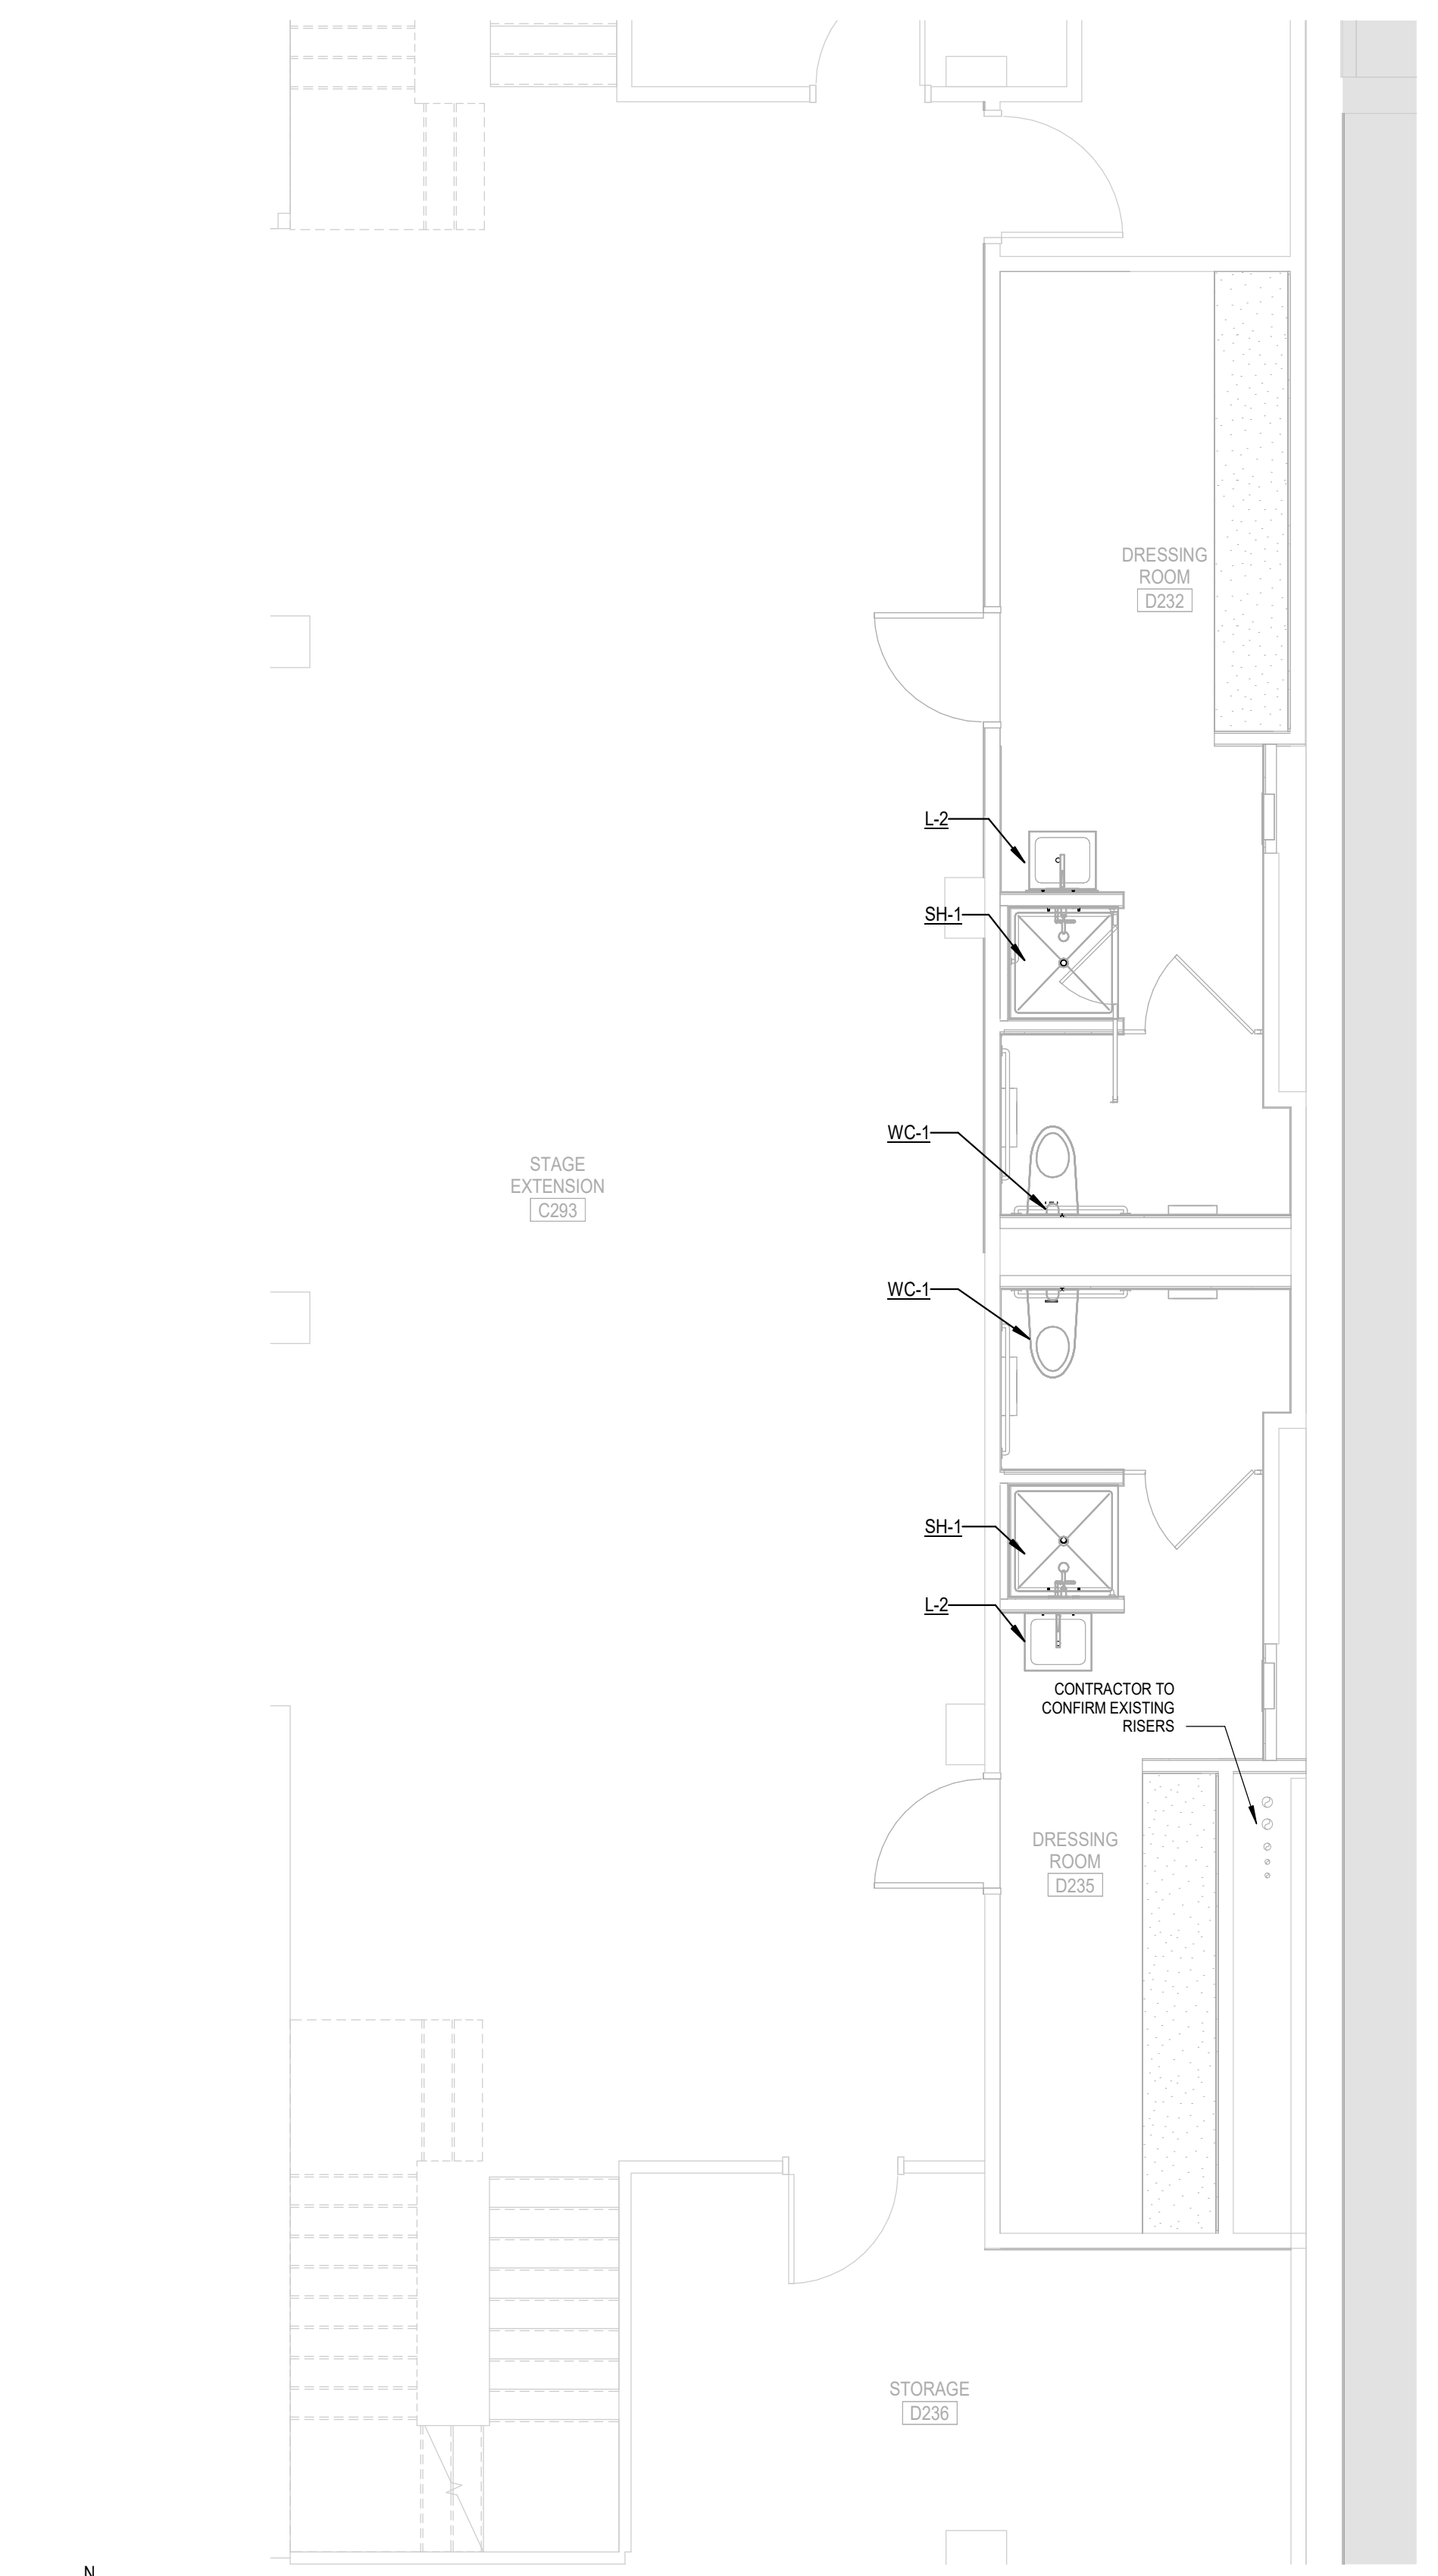 DRESSING
ROOM
D232
L-2
SH-1
WC-1
STAGE
EXTENSION
C293
WC-1
SH-1
L-2
CONTRACTOR TO
CONFIRM EXISTING
RISERS
DRESSING
ROOM
D235
STORAGE
D236
N